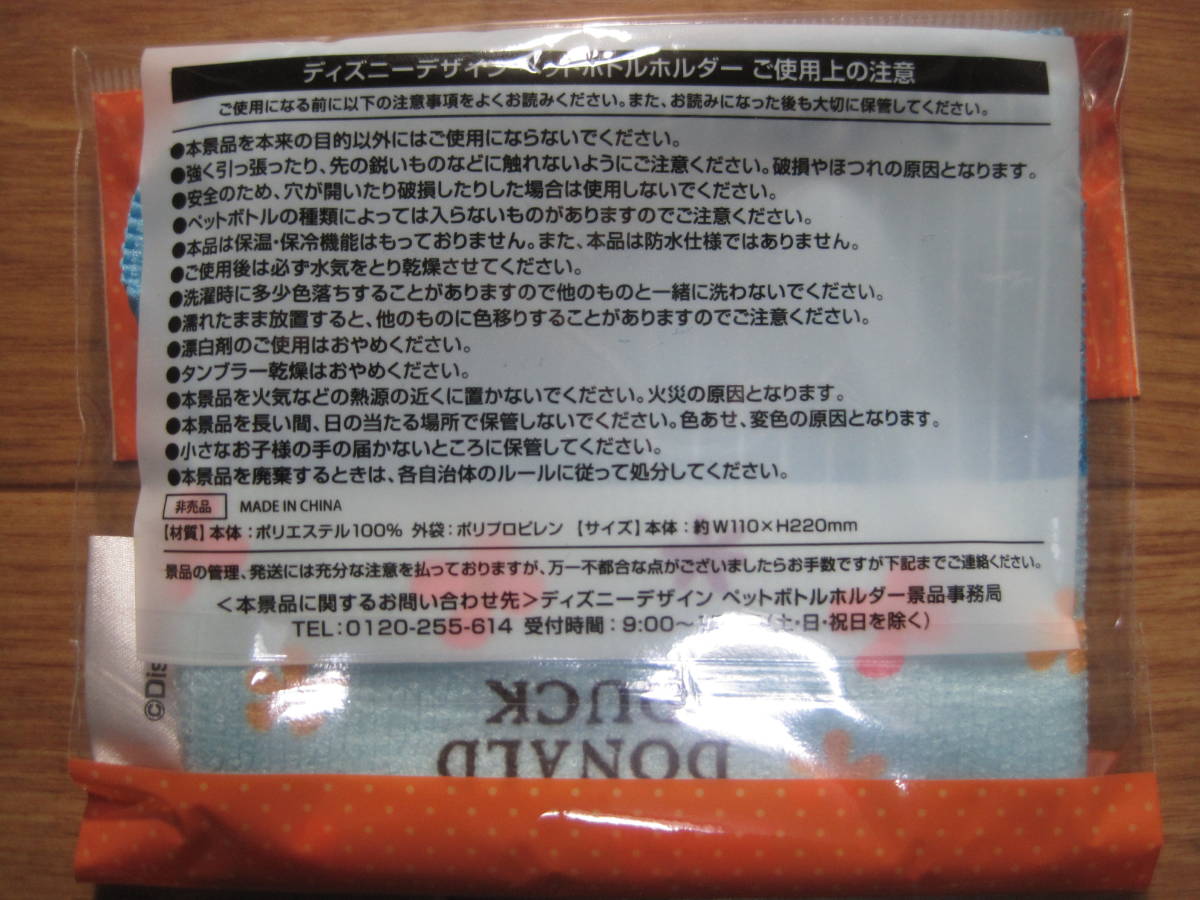 ディズニーデザイン ペットボトルホルダー ご使用上の注意
ご使用になる前に以下の注意事項をよくお読みください。また、お読みになった後も大切に保管してください。
●本景品を本来の目的以外にはご使用にならないでください。
●強く引っ張ったり、先の鋭いものなどに触れないようにご注意ください。破損やほつれの原因となります。
●安全のため、穴が開いたり破損したりした場合は使用しないでください。
●ペットボトルの種類によっては入らないものがありますのでご注意ください。
●本品は保温・保冷機能はもっておりません。また、本品は防水仕様ではありません。
●ご使用後は必ず水気をとり乾燥させてください。
●洗濯時に多少色落ちすることがありますので他のものと一緒に洗わないでください。
●濡れたまま放置すると、他のものに色移りすることがありますのでご注意ください。
●漂白剤のご使用はおやめください。
●タンブラー乾燥はおやめください。
●本景品を火気などの熱源の近くに置かないでください。火災の原因となります。
●本景品を長い間、日の当たる場所で保管しないでください。色あせ、変色の原因となります。
●小さなお子様の手の届かないところに保管してください。
●本景品を廃棄するときは、各自治体のルールに従って処分してください。
非売品 MADE IN CHINA
【材質】本体：ポリエステル100% 外袋：ポリプロピレン 【サイズ】本体：約W110×H220mm
景品の管理、発送には充分な注意を払っておりますが、万一不都合な点がございましたらお手数ですが下記までご連絡ください。
＜本景品に関するお問い合わせ先＞ディズニーデザイン ペットボトルホルダー景品事務局
TEL：0120-255-614 受付時間：9:00～ (土・日・祝日を除く)
©Dis
DONALD
DUCK